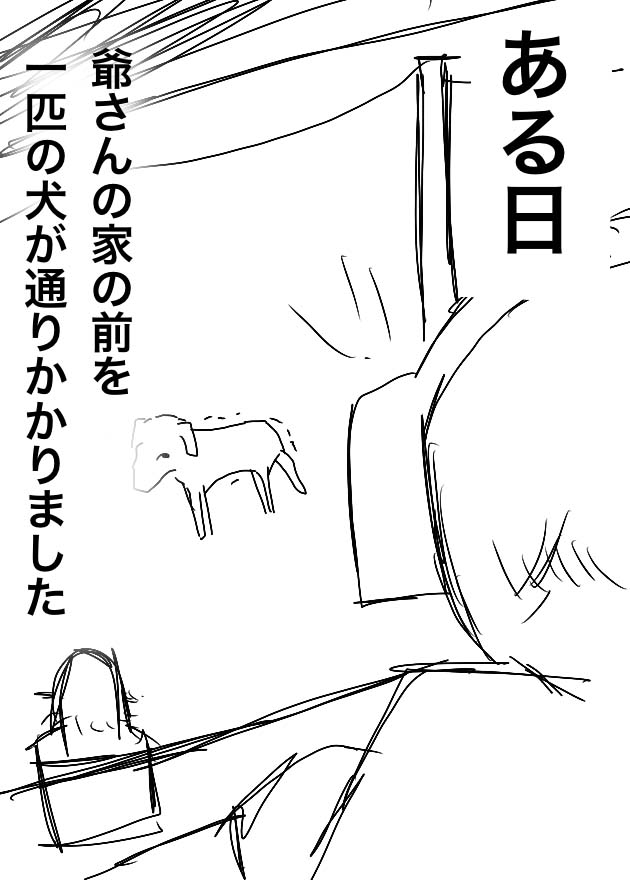 ある日
爺さんの家の前を
一匹の犬が通りかかりました